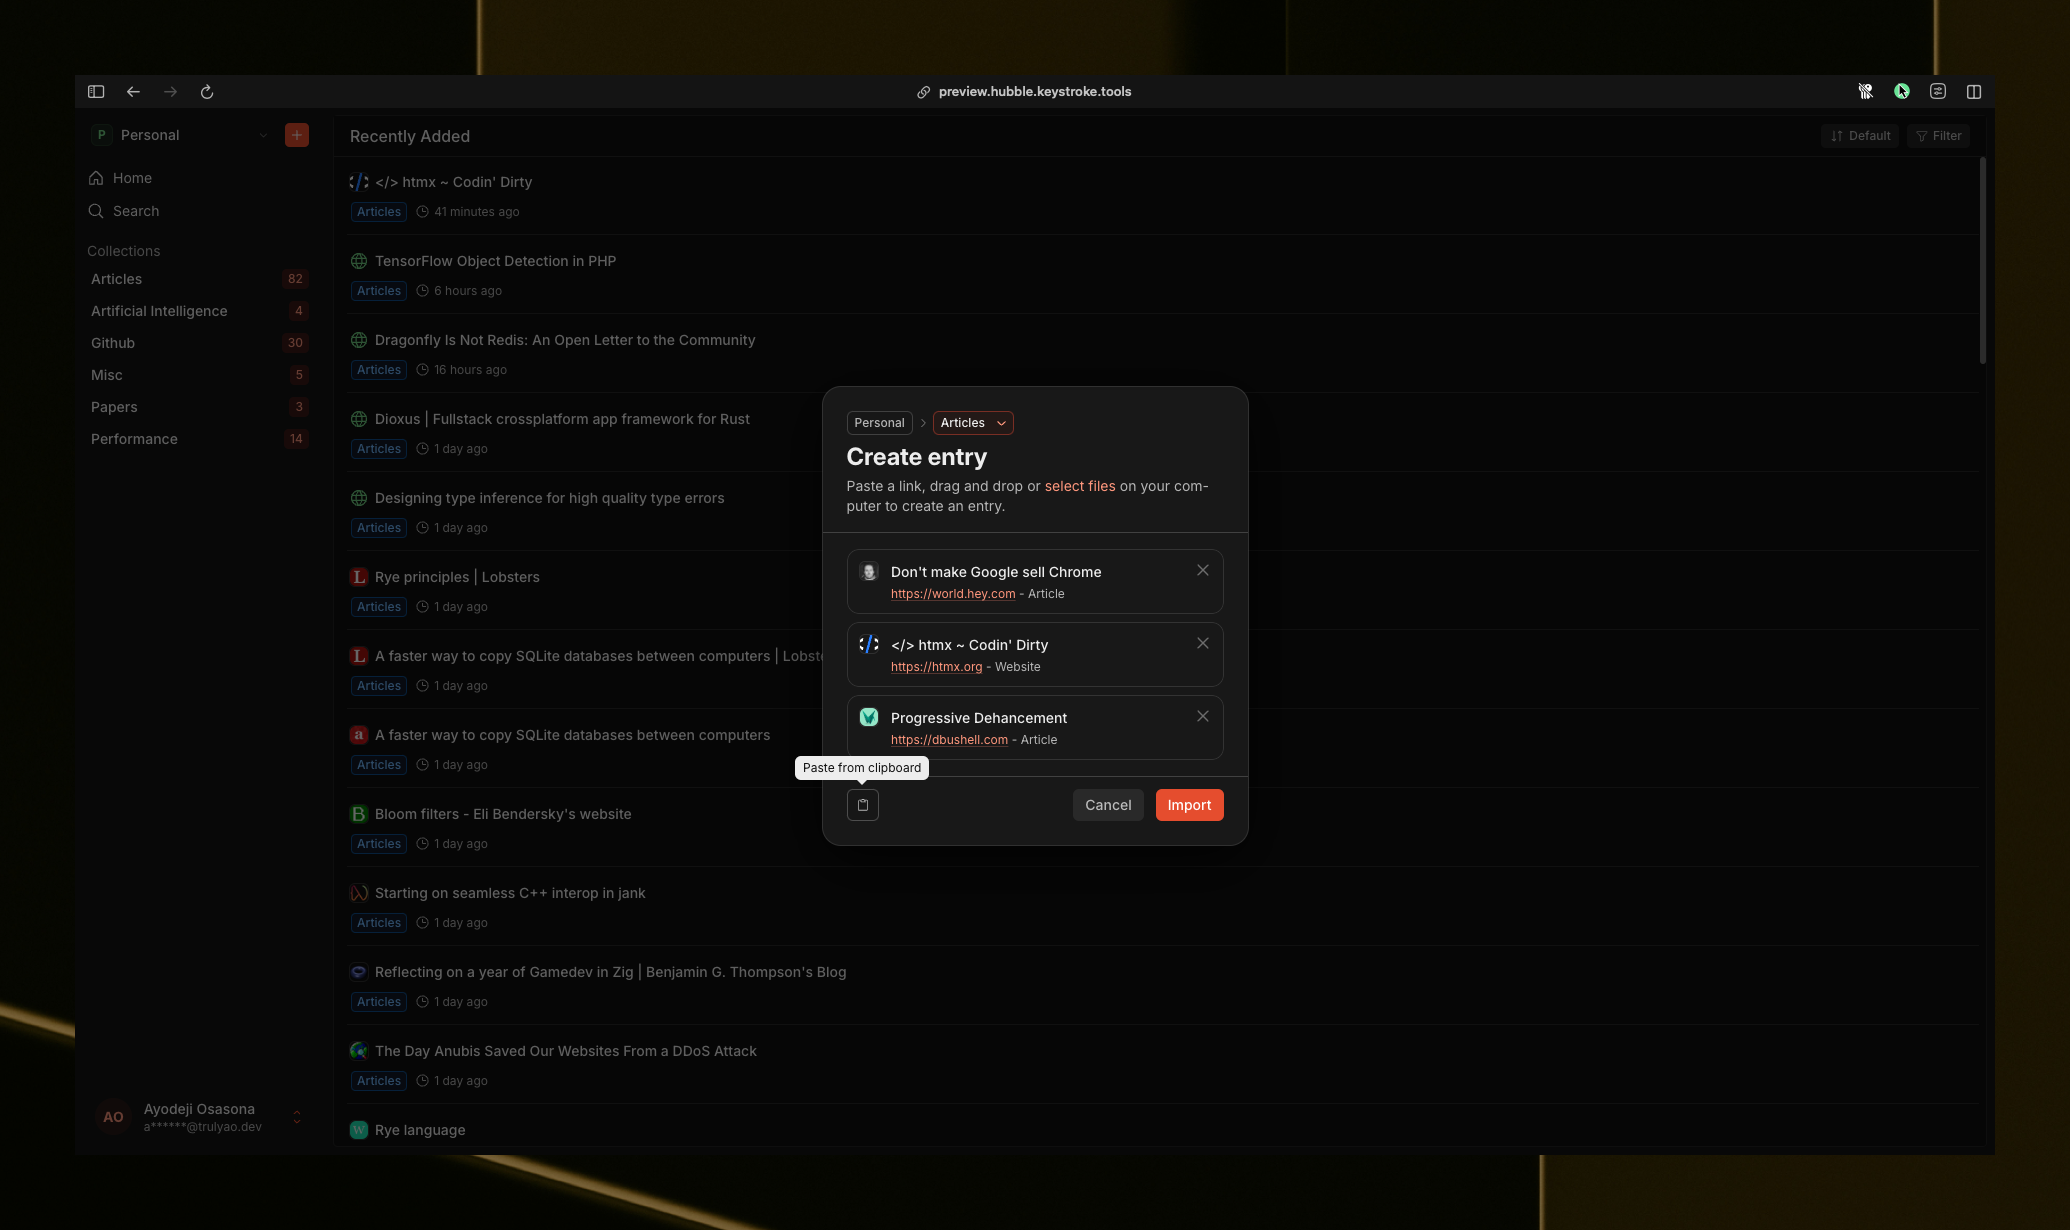 preview.hubble.keystroke.tools
P Personal
Home
Search
Collections
Articles 82
Artificial Intelligence 4
Github 30
Misc 5
Papers 3
Performance 14
AO
Ayodeji Osasona
a******@trulyao.dev
Recently Added
Default
Filter
</> htmx ~ Codin' Dirty
Articles 41 minutes ago
TensorFlow Object Detection in PHP
Articles 6 hours ago
Dragonfly Is Not Redis: An Open Letter to the Community
Articles 16 hours ago
Dioxus | Fullstack crossplatform app framework for Rust
Articles 1 day ago
Designing type inference for high quality type errors
Articles 1 day ago
L Rye principles | Lobsters
Articles 1 day ago
L A faster way to copy SQLite databases between computers | Lobste
Articles 1 day ago
a A faster way to copy SQLite databases between computers
Articles 1 day ago
B Bloom filters - Eli Bendersky's website
Articles 1 day ago
Starting on seamless C++ interop in jank
Articles 1 day ago
Reflecting on a year of Gamedev in Zig | Benjamin G. Thompson's Blog
Articles 1 day ago
The Day Anubis Saved Our Websites From a DDoS Attack
Articles 1 day ago
W Rye language
Personal > Articles
Create entry
Paste a link, drag and drop or select files on your com-
puter to create an entry.
Don't make Google sell Chrome
https://world.hey.com - Article
</> htmx ~ Codin' Dirty
https://htmx.org - Website
Progressive Dehancement
https://dbushell.com - Article
Paste from clipboard
Cancel
Import